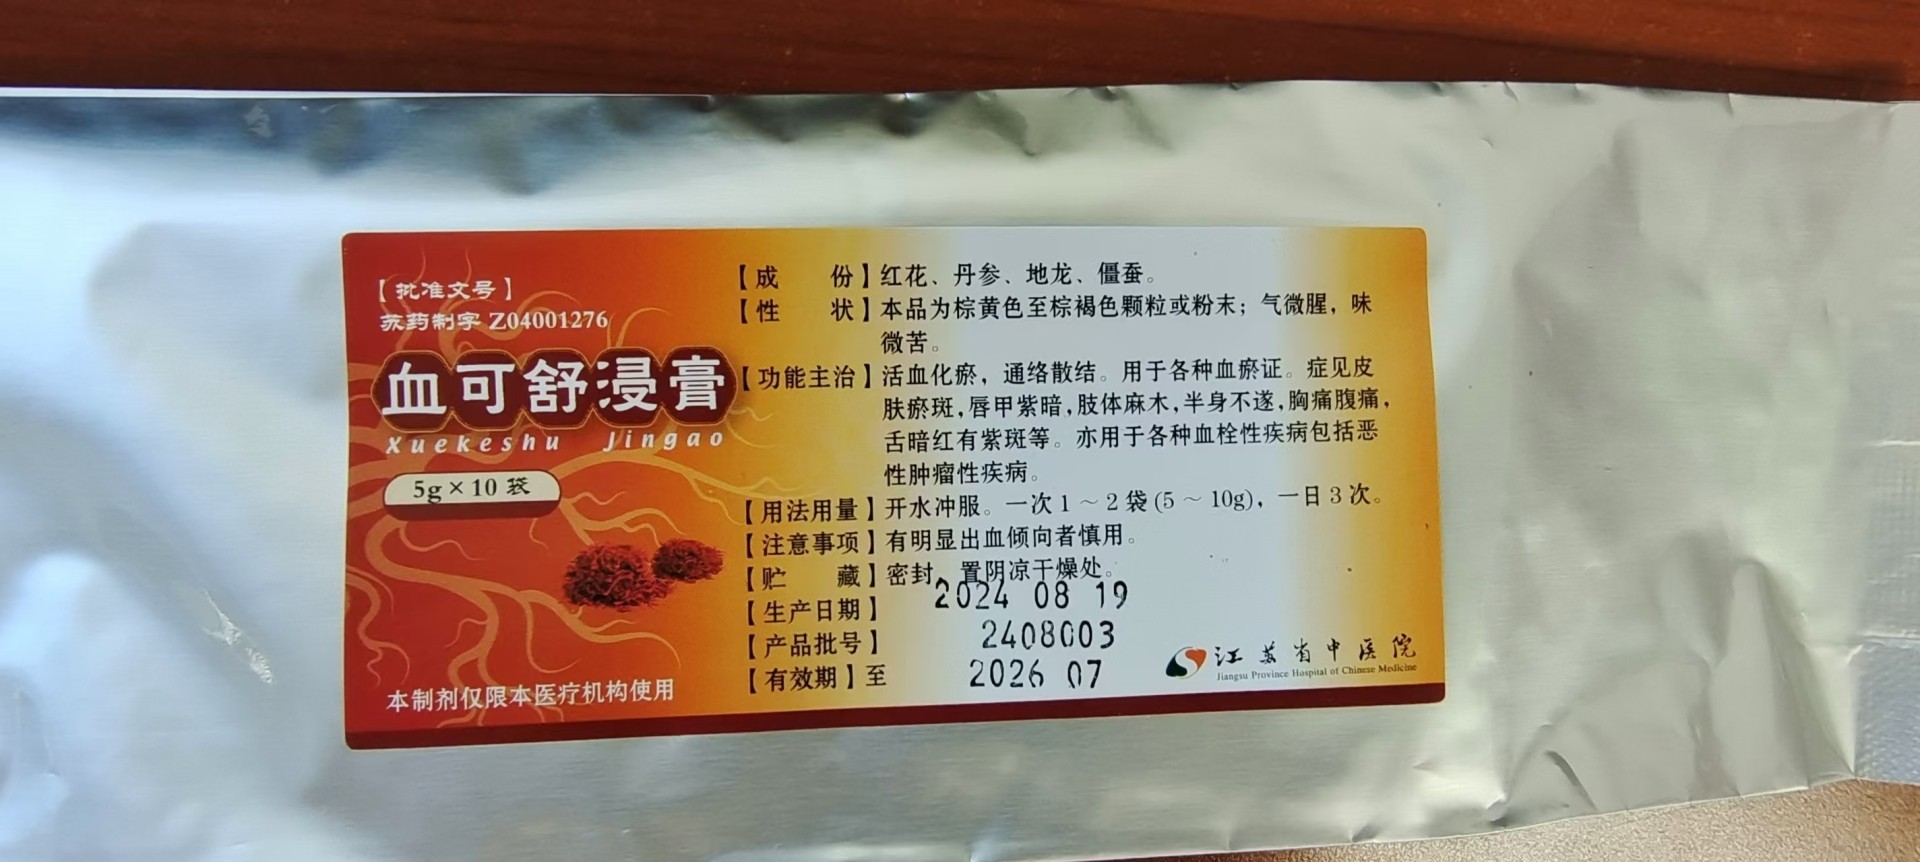 【批准文号】
苏药制字 Z04001276
血可舒浸膏
Xuekeshu Jingao
5g×10 袋
本制剂仅限本医疗机构使用
【成 份】红花、丹参、地龙、僵蚕。
【性 状】本品为棕黄色至棕褐色颗粒或粉末；气微腥，味
微苦。
【功能主治】活血化瘀，通络散结。用于各种血瘀证。症见皮
肤瘀斑，唇甲紫暗，肢体麻木，半身不遂，胸痛腹痛，
舌暗红有紫斑等。亦用于各种血栓性疾病包括恶
性肿瘤性疾病。
【用法用量】开水冲服。一次 1～2 袋 (5～10g)，一日 3 次。
【注意事项】有明显出血倾向者慎用。
【贮 藏】密封，置阴凉干燥处。
【生产日期】 2024 08 19
【产品批号】 2408003
【有效期】至 2026 07
江苏省中医院
Jiangsu Province Hospital of Chinese Medicine